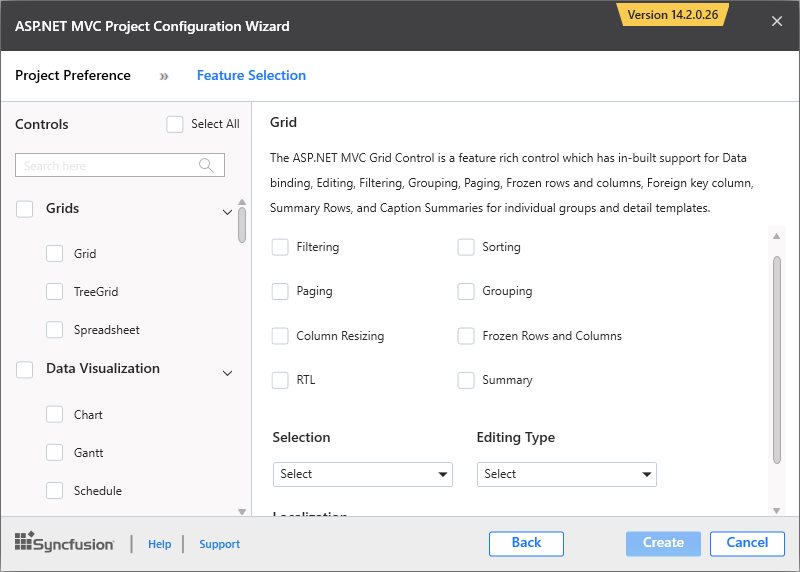 ASP.NET MVC Project Configuration Wizard
Version 14.2.0.26
Project Preference » Feature Selection
Controls
Select All
Search here
Grids
Grid
TreeGrid
Spreadsheet
Data Visualization
Chart
Gantt
Schedule
Grid
The ASP.NET MVC Grid Control is a feature rich control which has in-built support for Data
binding, Editing, Filtering, Grouping, Paging, Frozen rows and columns, Foreign key column,
Summary Rows, and Caption Summaries for individual groups and detail templates.
Filtering
Sorting
Paging
Grouping
Column Resizing
Frozen Rows and Columns
RTL
Summary
Selection
Editing Type
Select
Select
Localization
Syncfusion
Help
Support
Back
Create
Cancel